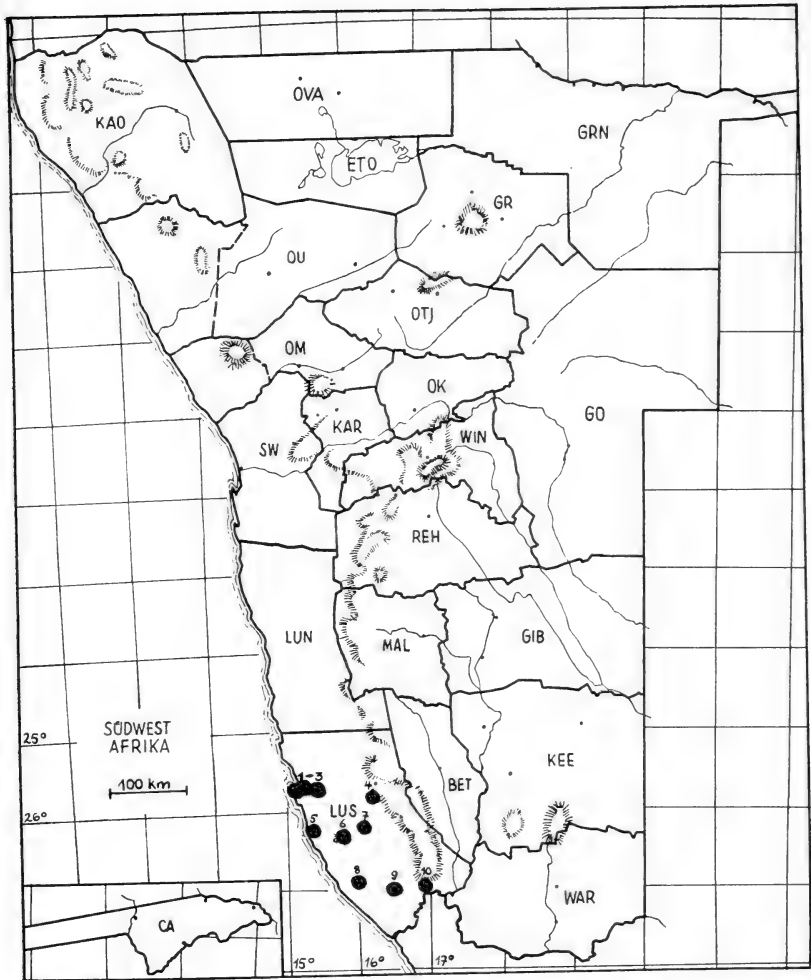 KAO
OVA
ETO
GRN
GR
OU
OTJ
OM
OK
GO
SW
KAR
WIN
REH
LUN
MAL
GIB
SÜDWEST
AFRIKA
100 km
25°
26°
KEE
BET
LUS
1-3
4
5
6
7
8
9
10
WAR
CA
15°
16°
17°